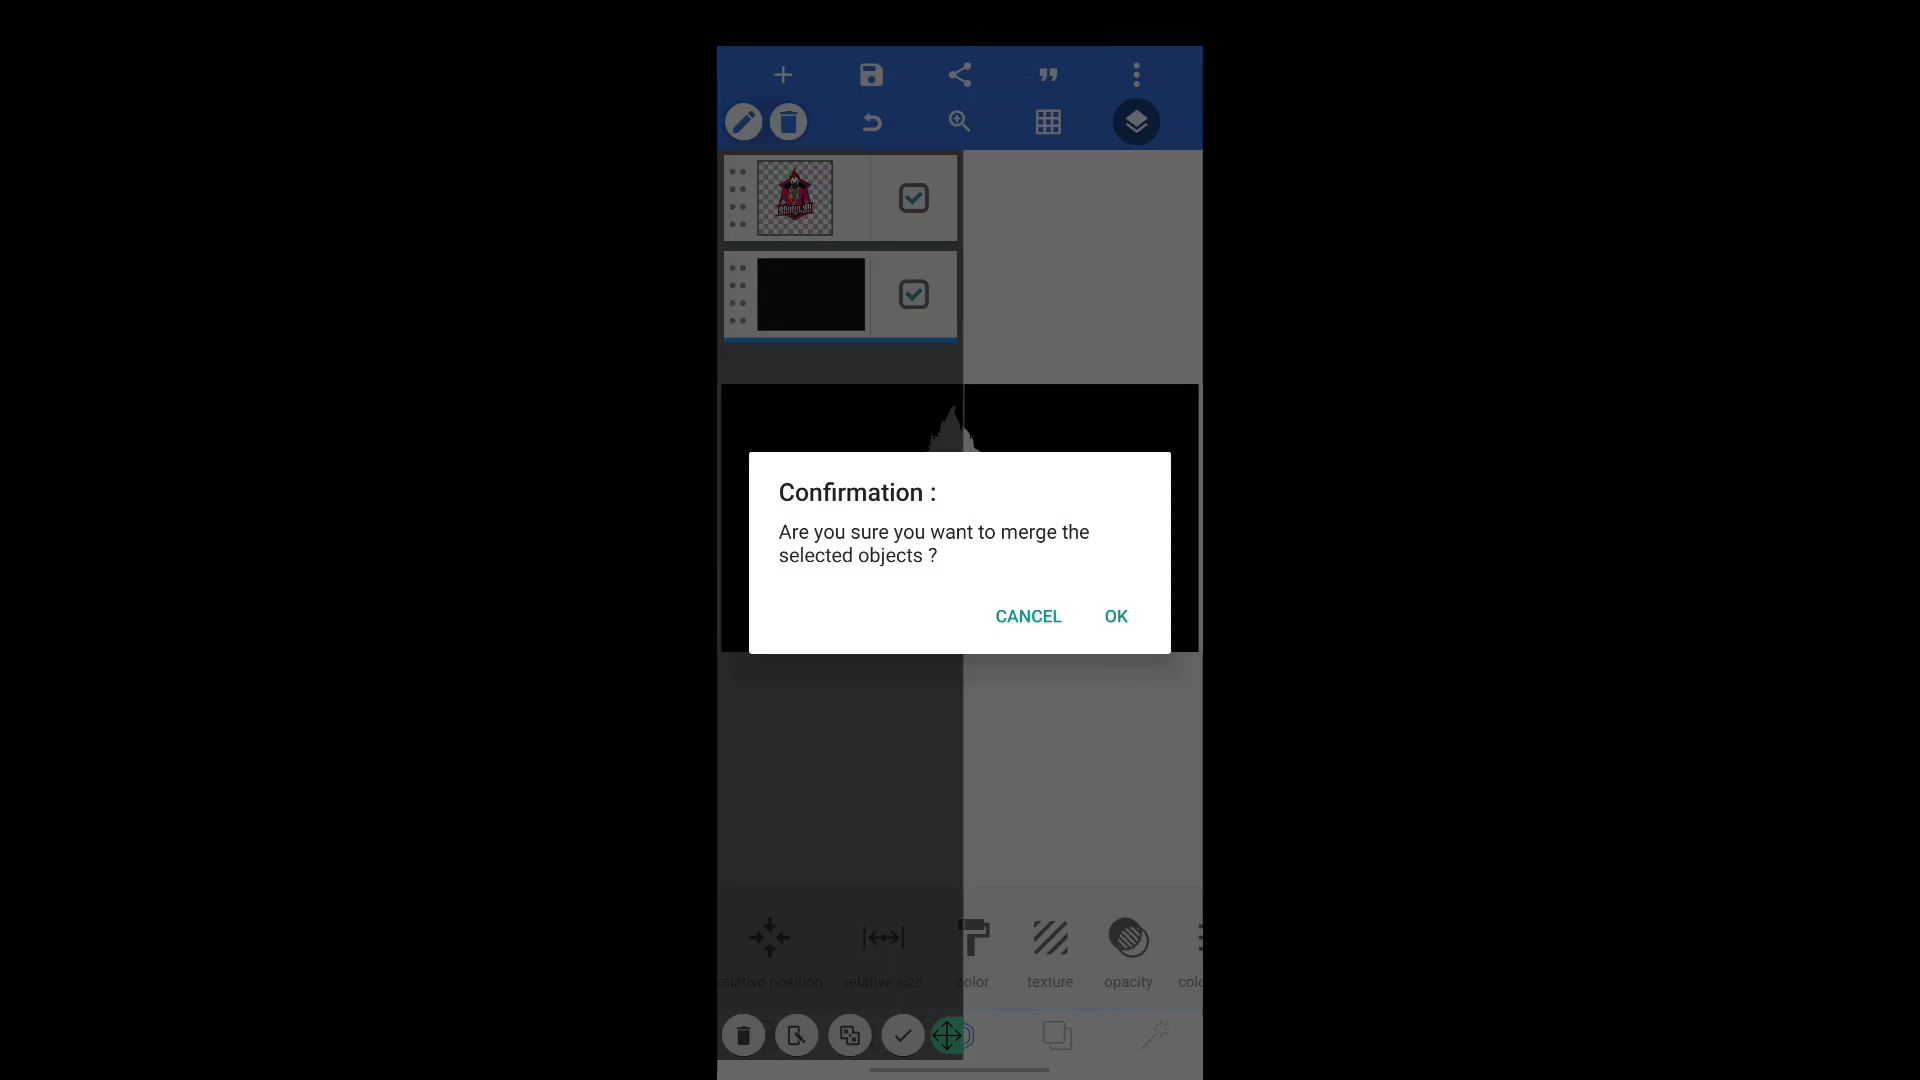 Confirmation :
Are you sure you want to merge the
selected objects ?
CANCEL OK
relative position relative size color texture opacity